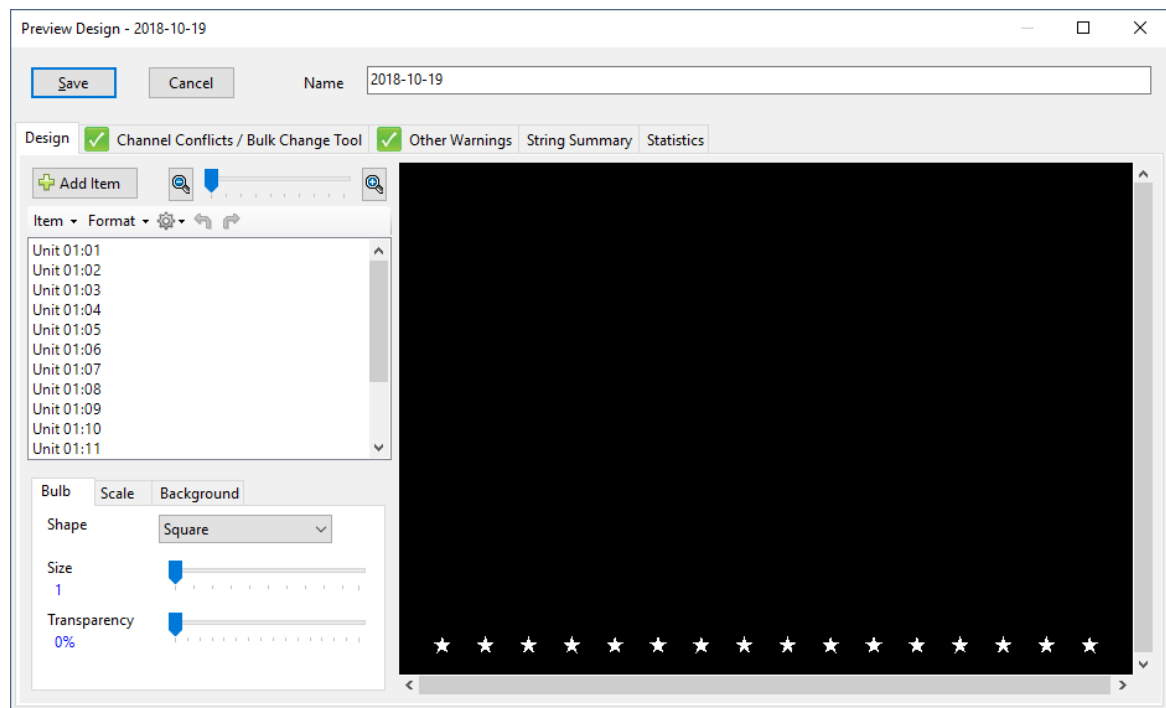 Preview Design - 2018-10-19
Save Cancel Name 2018-10-19
Design Channel Conflicts / Bulk Change Tool Other Warnings String Summary Statistics
Add Item
Item Format
Unit 01:01
Unit 01:02
Unit 01:03
Unit 01:04
Unit 01:05
Unit 01:06
Unit 01:07
Unit 01:08
Unit 01:09
Unit 01:10
Unit 01:11
Bulb Scale Background
Shape Square
Size
1
Transparency
0%